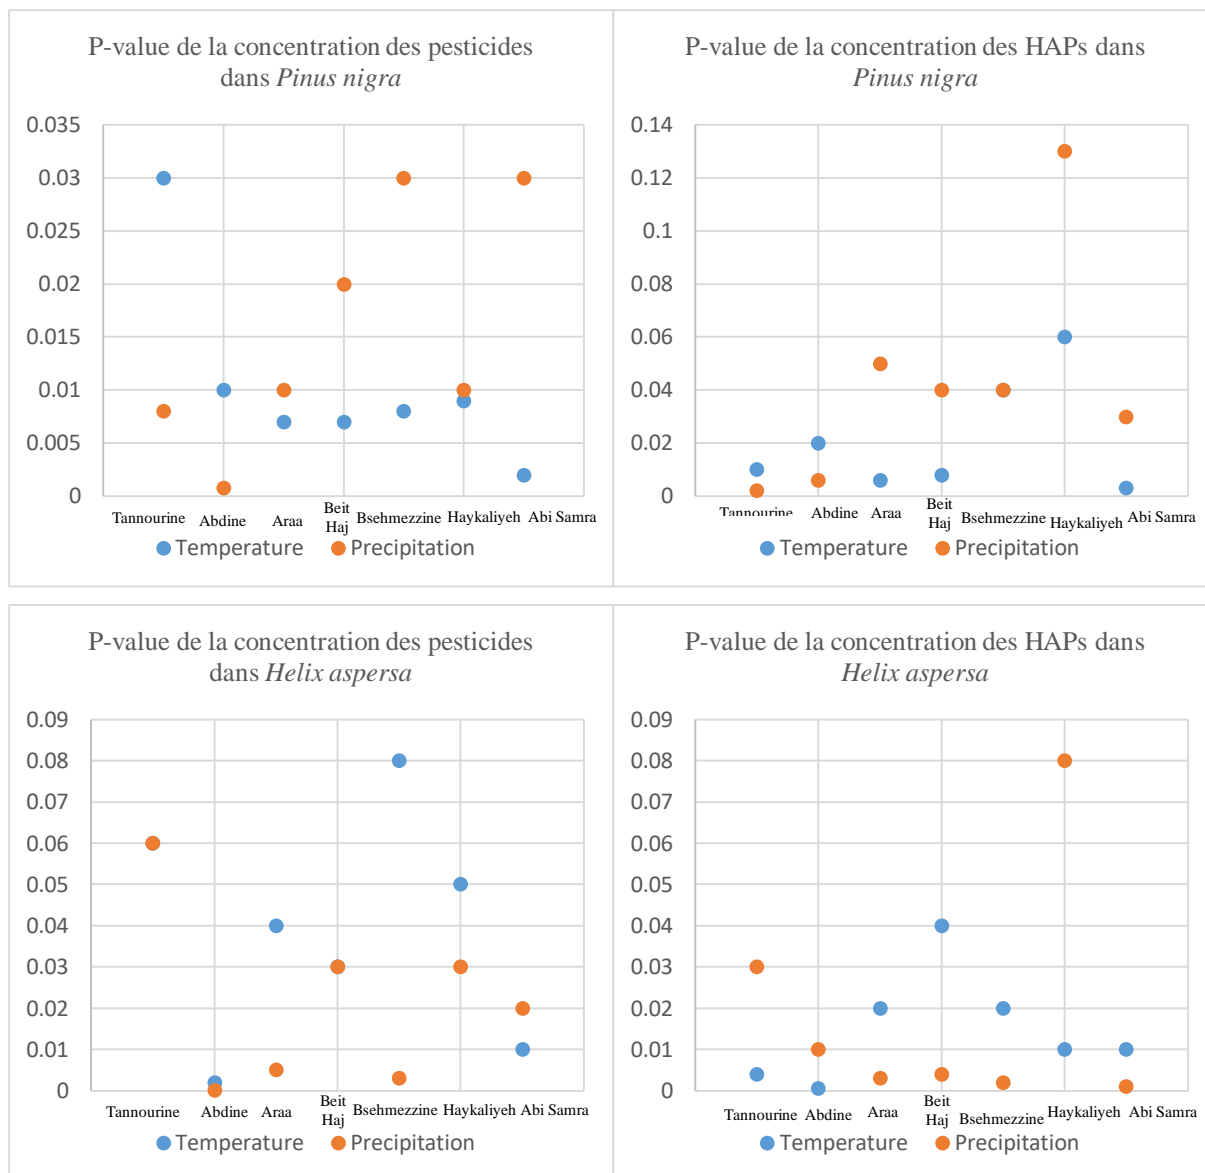 P-value de la concentration des pesticides
dans Pinus nigra
0.035
0.03
0.025
0.02
0.015
0.01
0.005
0
Tannourine Abdine Araa Beit Haj Bsehmezzine Haykaliyeh Abi Samra
Temperature Precipitation
P-value de la concentration des HAPs dans
Pinus nigra
0.14
0.12
0.1
0.08
0.06
0.04
0.02
0
Tannourine Abdine Araa Beit Haj Bsehmezzine Haykaliyeh Abi Samra
Temperature Precipitation
P-value de la concentration des pesticides
dans Helix aspersa
0.09
0.08
0.07
0.06
0.05
0.04
0.03
0.02
0.01
0
Tannourine Abdine Araa Beit Haj Bsehmezzine Haykaliyeh Abi Samra
Temperature Precipitation
P-value de la concentration des HAPs dans
Helix aspersa
0.09
0.08
0.07
0.06
0.05
0.04
0.03
0.02
0.01
0
Tannourine Abdine Araa Beit Haj Bsehmezzine Haykaliyeh Abi Samra
Temperature Precipitation